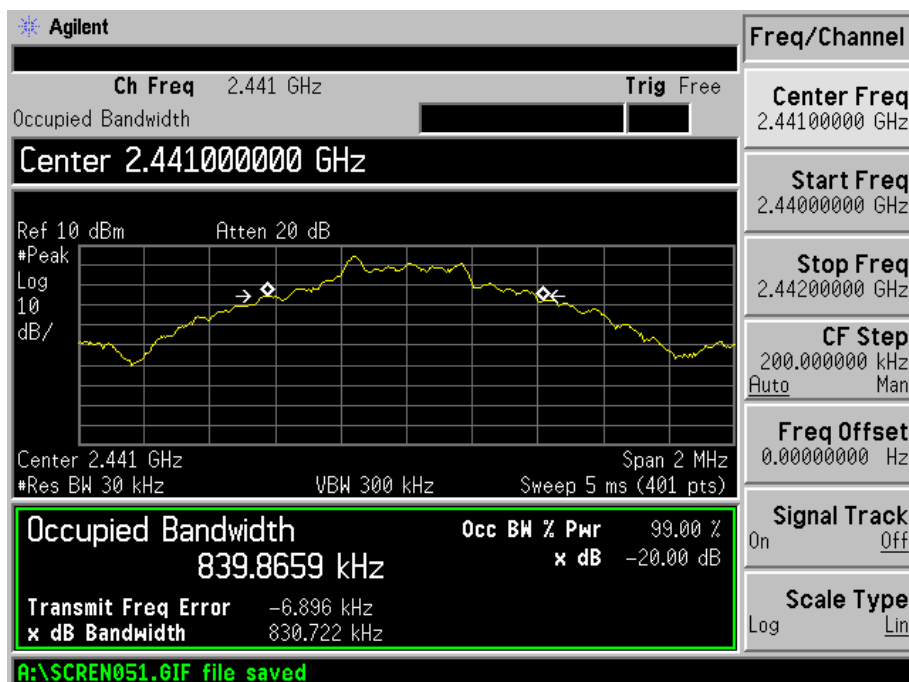 Agilent
Freq/Channel
Ch Freq 2.441 GHz Trig Free
Occupied Bandwidth
Center 2.441000000 GHz
Ref 10 dBm Atten 20 dB
#Peak
Log
10
dB/
Center 2.441 GHz Span 2 MHz
#Res BW 30 kHz VBW 300 kHz Sweep 5 ms (401 pts)
Occupied Bandwidth Occ BW % Pwr 99.00 %
839.8659 kHz x dB -20.00 dB
Transmit Freq Error -6.896 kHz
x dB Bandwidth 830.722 kHz
A:\SCREN051.GIF file saved
Center Freq
2.44100000 GHz
Start Freq
2.44000000 GHz
Stop Freq
2.44200000 GHz
CF Step
200.000000 kHz
Auto Man
Freq Offset
0.00000000 Hz
Signal Track
On Off
Scale Type
Log Lin